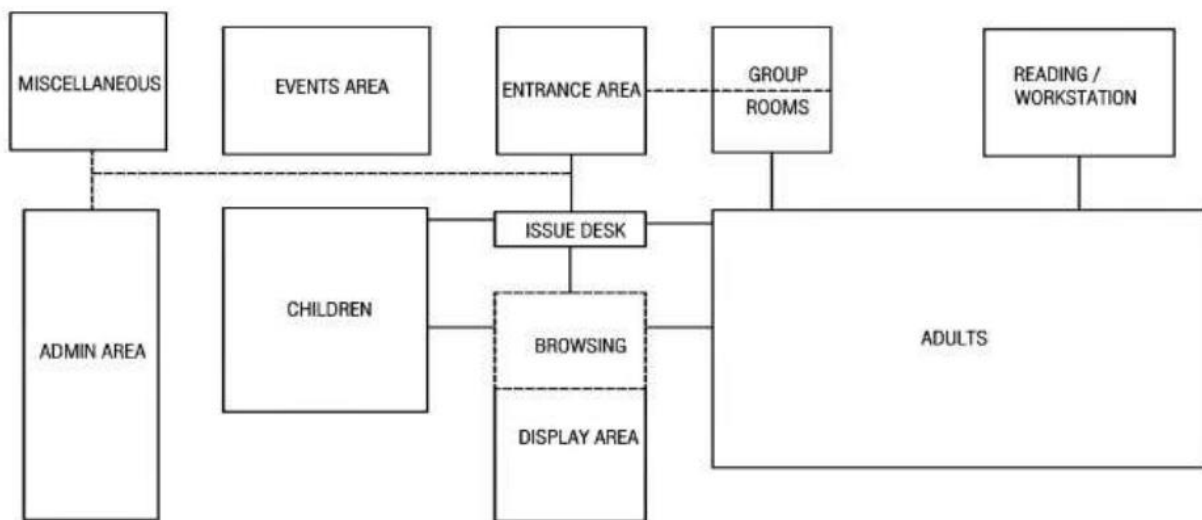 MISCELLANEOUS
EVENTS AREA
ENTRANCE AREA
GROUP
ROOMS
READING /
WORKSTATION
ISSUE DESK
CHILDREN
ADMIN AREA
BROWSING
ADULTS
DISPLAY AREA